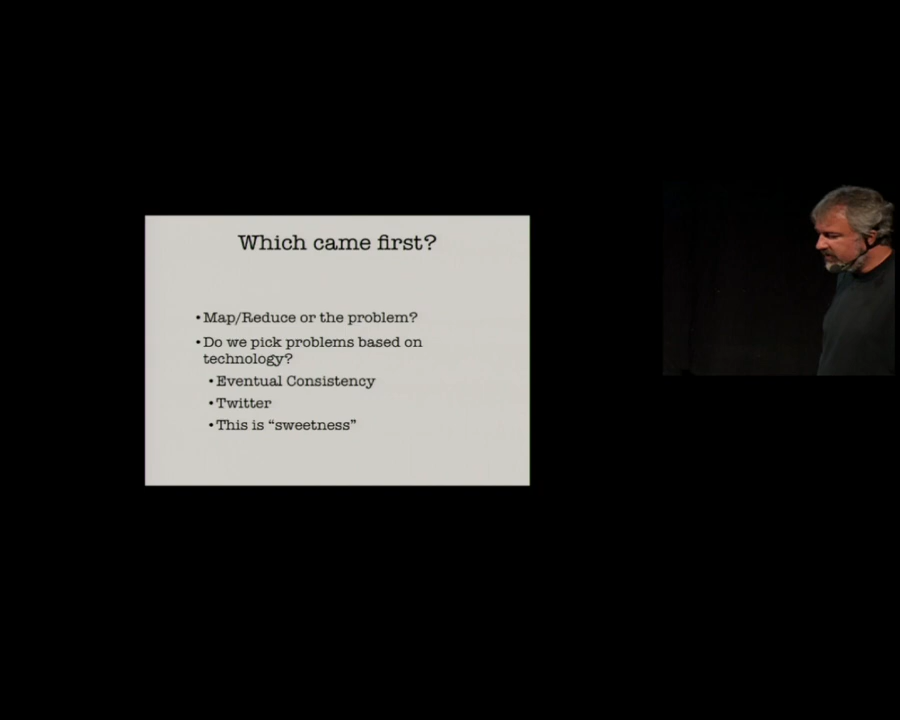 Which came first?
•Map/Reduce or the problem?
•Do we pick problems based on
technology?
•Eventual Consistency
•Twitter
•This is “sweetness”